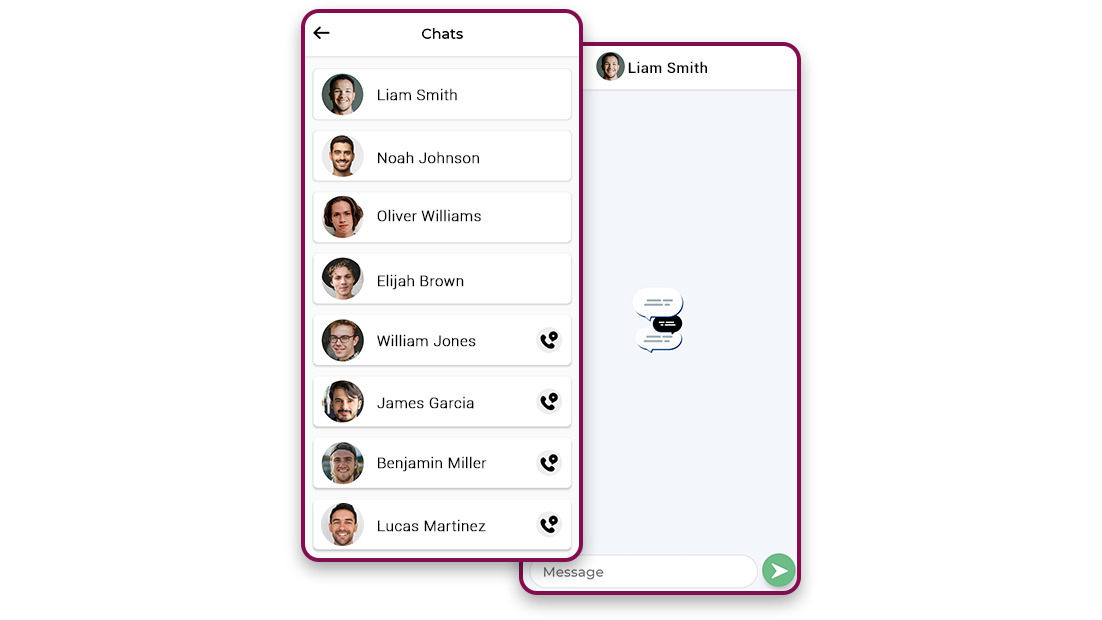 Chats
Liam Smith
Noah Johnson
Oliver Williams
Elijah Brown
William Jones
James Garcia
Benjamin Miller
Lucas Martinez
Liam Smith
Message